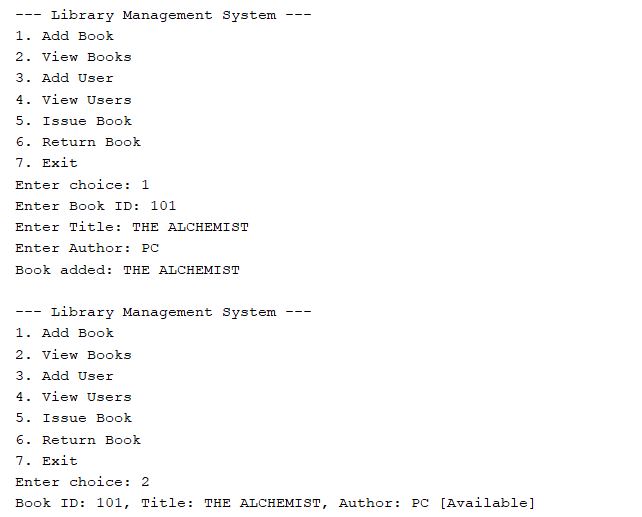 --- Library Management System ---
1. Add Book
2. View Books
3. Add User
4. View Users
5. Issue Book
6. Return Book
7. Exit
Enter choice: 1
Enter Book ID: 101
Enter Title: THE ALCHEMIST
Enter Author: PC
Book added: THE ALCHEMIST

--- Library Management System ---
1. Add Book
2. View Books
3. Add User
4. View Users
5. Issue Book
6. Return Book
7. Exit
Enter choice: 2
Book ID: 101, Title: THE ALCHEMIST, Author: PC [Available]